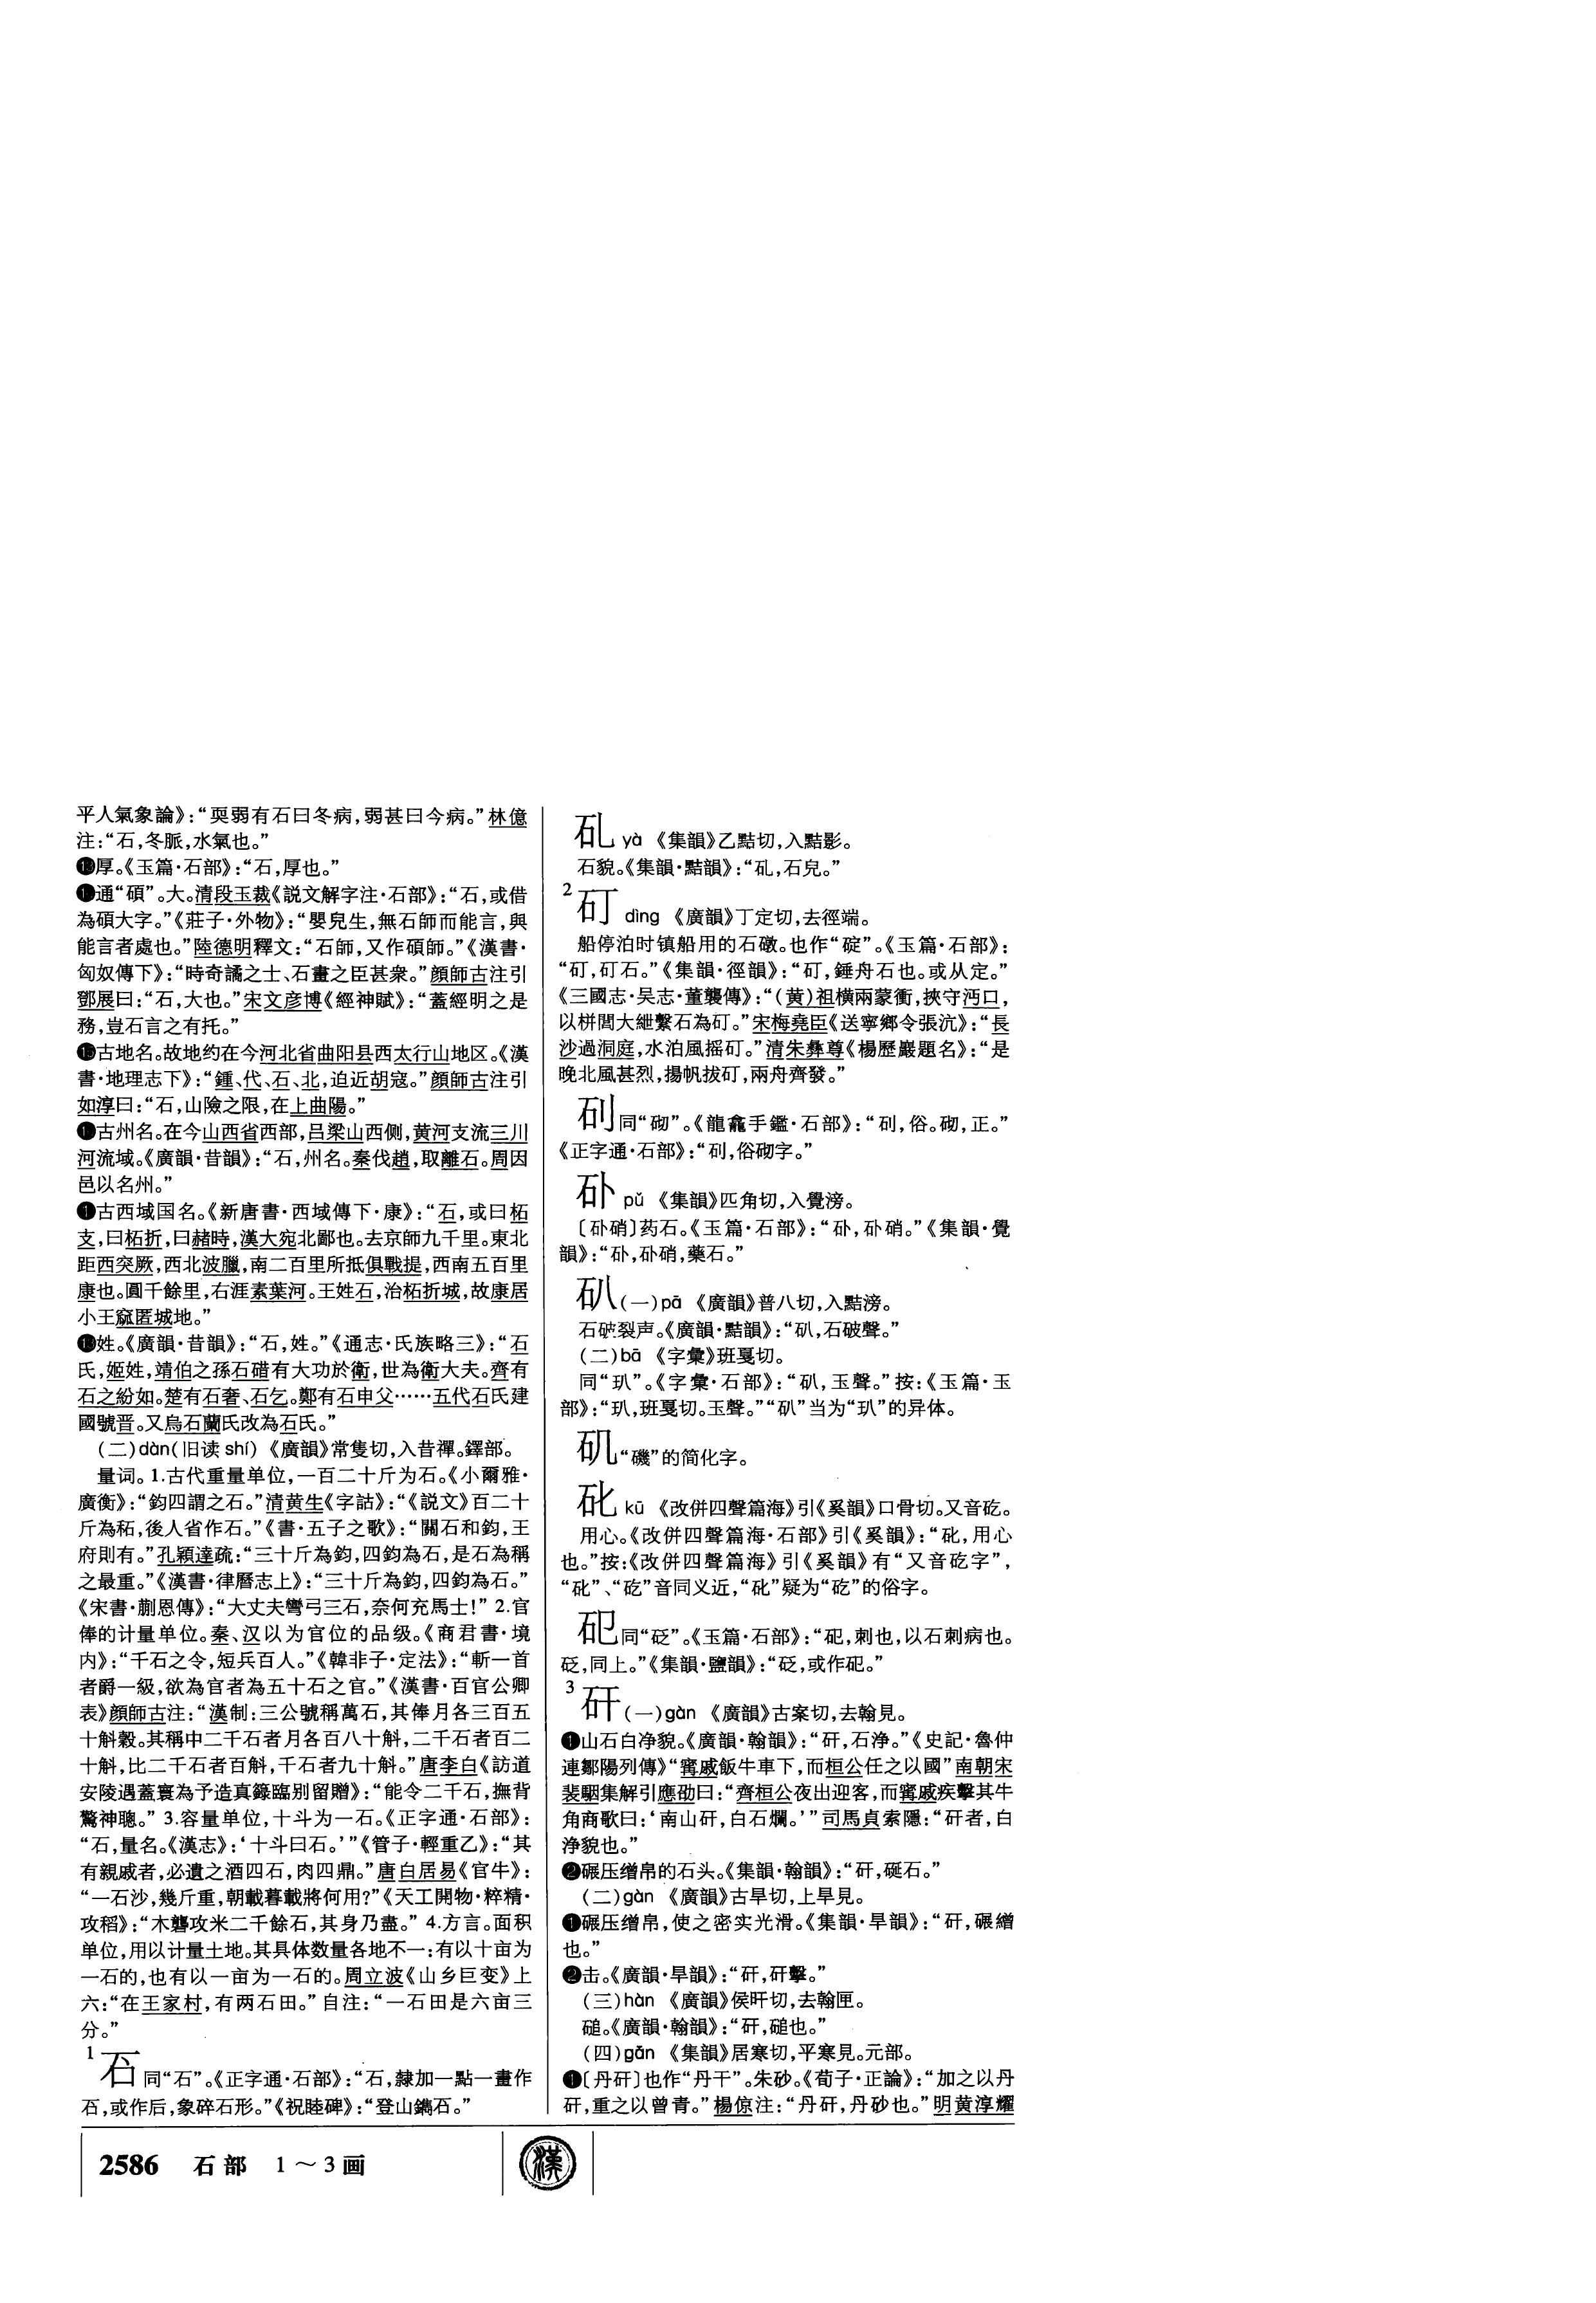 平人氣象論》：“耎弱有石曰冬病，弱甚曰今病。”林億
注：“石，冬脈，水氣也。”
⓭厚。《玉篇·石部》：“石，厚也。”
通“碩”。大。清段玉裁《説文解字注·石部》：“石，或借
為碩大字。”《莊子·外物》：“嬰兒生，無石師而能言，與
能言者處也。”陸德明釋文：“石師，又作碩師。”《漢書·
匈奴傳下》：“時奇譎之士、石畫之臣甚衆。”顔師古注引
鄧展曰：“石，大也。”宋文彦博《經神賦》：“蓋經明之是
務，豈石言之有托。”
⓯古地名。故地约在今河北省曲阳县西太行山地区。《漢
書·地理志下》：“鍾、代、石、北，迫近胡寇。”顔師古注引
如淳曰：“石，山險之限，在上曲陽。”
古州名。在今山西省西部，吕梁山西侧，黄河支流三川
河流域。《廣韻·昔韻》：“石，州名。秦伐趙，取離石。周因
邑以名州。”
古西域国名。《新唐書·西域傳下·康》：“石，或曰柘
支，曰柘折，曰赭時，漢大宛北鄙也。去京師九千里。東北
距西突厥，西北波臘，南二百里所抵俱戰提，西南五百里
康也。圓千餘里，右涯素葉河。王姓石，治柘折城，故康居
小王窳匿城地。”
姓。《廣韻·昔韻》：“石，姓。”《通志·氏族略三》：“石
氏，姬姓，靖伯之孫石碏有大功於衛，世為衛大夫。齊有
石之紛如。楚有石奢、石乞。鄭有石申父……五代石氏建
國號晋。又烏石蘭氏改為石氏。”
（二）dàn（旧读 shí）《廣韻》常隻切，入昔禪。鐸部。
量词。1.古代重量单位，一百二十斤为石。《小爾雅·
廣衡》：“鈞四謂之石。”清黄生《字詁》：“《説文》百二十
斤為䄷，後人省作石。”《書·五子之歌》：“關石和鈞，王
府則有。”孔穎達疏：“三十斤為鈞，四鈞為石，是石為稱
之最重。”《漢書·律曆志上》：“三十斤為鈞，四鈞為石。”
《宋書·蒯恩傳》：“大丈夫彎弓三石，奈何充馬士！” 2.官
俸的计量单位。秦、汉以为官位的品级。《商君書·境
内》：“千石之令，短兵百人。”《韓非子·定法》：“斬一首
者爵一級，欲為官者為五十石之官。”《漢書·百官公卿
表》顔師古注：“漢制：三公號稱萬石，其俸月各三百五
十斛穀。其稱中二千石者月各百八十斛，二千石者百二
十斛，比二千石者百斛，千石者九十斛。”唐李白《訪道
安陵遇蓋寰為予造真籙臨别留贈》：“能令二千石，撫背
驚神聰。” 3.容量单位，十斗为一石。《正字通·石部》：
“石，量名。《漢志》：‘十斗曰石。’”《管子·輕重乙》：“其
有親戚者，必遺之酒四石，肉四鼎。”唐白居易《官牛》：
“一石沙，幾斤重，朝載暮載將何用？”《天工開物·粹精·
攻稻》：“木礱攻米二千餘石，其身乃盡。” 4.方言。面积
单位，用以计量土地。其具体数量各地不一：有以十亩为
一石的，也有以一亩为一石的。周立波《山乡巨变》上
六：“在王家村，有两石田。”自注：“一石田是六亩三
分。”
1
𥐖同“石”。《正字通·石部》：“石，隸加一點一畫作
𥐖，或作后，象碎石形。”《祝睦碑》：“登山鐫𥐖。”
𥐗 yà 《集韻》乙黠切，入黠影。
石貌。《集韻·黠韻》：“𥐗，石皃。”
2
矴 dìng 《廣韻》丁定切，去徑端。
船停泊时镇船用的石礅。也作“碇”。《玉篇·石部》：
“矴，矴石。”《集韻·徑韻》：“矴，錘舟石也。或从定。”
《三國志·吴志·董襲傳》：“（黄）祖横兩蒙衝，挾守沔口，
以栟閭大紲繫石為矴。”宋梅堯臣《送寧鄉令張沆》：“長
沙過洞庭，水泊風摇矴。”清朱彝尊《楊歷巖題名》：“是
晚北風甚烈，揚帆拔矴，兩舟齊發。”
𥐙同“砌”。《龍龕手鑑·石部》：“𥐙，俗。砌，正。”
《正字通·石部》：“𥐙，俗砌字。”
𥐚 pǔ 《集韻》匹角切，入覺滂。
〔𥐚硝〕药石。《玉篇·石部》：“𥐚，𥐚硝。”《集韻·覺
韻》：“𥐚，𥐚硝，藥石。”
𥐘（一）pā 《廣韻》普八切，入黠滂。
石破裂声。《廣韻·黠韻》：“𥐘，石破聲。”
（二）bā 《字彙》班戛切。
同“玐”。《字彙·石部》：“𥐘，玉聲。”按：《玉篇·玉
部》：“玐，班戛切。玉聲。”“𥐘”当为“玐”的异体。
矶“磯”的简化字。
矻 kū 《改併四聲篇海》引《奚韻》口骨切。又音矻。
用心。《改併四聲篇海·石部》引《奚韻》：“，用心
也。”按：《改併四聲篇海》引《奚韻》有“又音矻字”，
“”、“矻”音同义近，“”疑为“矻”的俗字。
同“砭”。《玉篇·石部》：“，刺也，以石刺病也。
砭，同上。”《集韻·鹽韻》：“砭，或作。”
3
矸（一）gàn 《廣韻》古案切，去翰見。
❶山石白净貌。《廣韻·翰韻》：“矸，石浄。”《史記·魯仲
連鄒陽列傳》“甯戚飯牛車下，而桓公任之以國”南朝宋
裴駰集解引應劭曰：“齊桓公夜出迎客，而甯戚疾擊其牛
角商歌曰：‘南山矸，白石爛。’”司馬貞索隱：“矸者，白
浄貌也。”
❷碾压缯帛的石头。《集韻·翰韻》：“矸，硟石。”
（二）gàn 《廣韻》古旱切，上旱見。
❶碾压缯帛，使之密实光滑。《集韻·旱韻》：“矸，碾繒
也。”
❷击。《廣韻·旱韻》：“矸，矸擊。”
（三）hàn 《廣韻》侯旰切，去翰匣。
磓。《廣韻·翰韻》：“矸，磓也。”
（四）gān 《集韻》居寒切，平寒見。元部。
❶〔丹矸〕也作“丹干”。朱砂。《荀子·正論》：“加之以丹
矸，重之以曾青。”楊倞注：“丹矸，丹砂也。”明黄淳耀
2586 石部 1～3画
漢